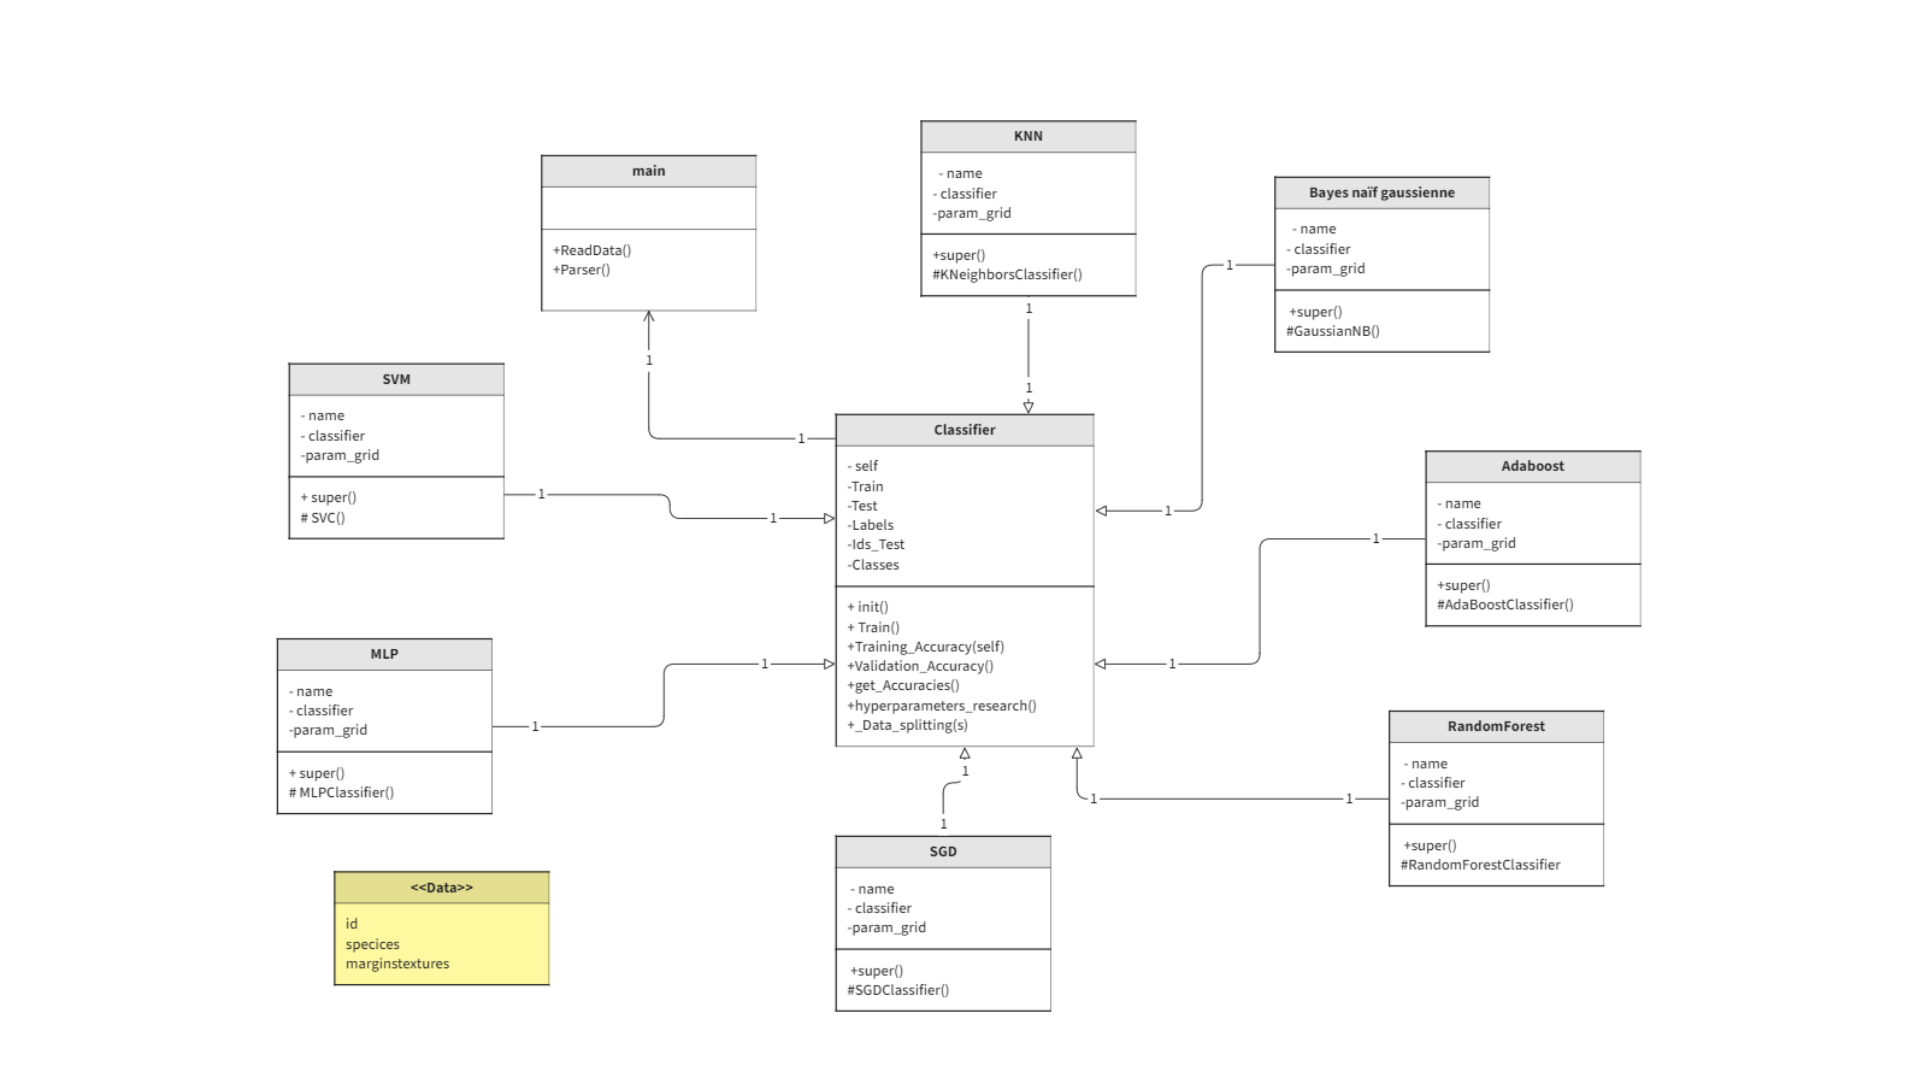 KNN
- name
- classifier
-param_grid
+super()
#KNeighborsClassifier()
1
1
main
+ReadData()
+Parser()
1
1
Bayes naïf gaussienne
- name
- classifier
-param_grid
+super()
#GaussianNB()
1
1
SVM
- name
- classifier
-param_grid
+ super()
# SVC()
1
1
Classifier
- self
-Train
-Test
-Labels
-Ids_Test
-Classes
+ init()
+ Train()
+Training_Accuracy(self)
+Validation_Accuracy()
+get_Accuracies()
+hyperparameters_research()
+_Data_splitting(s)
Adaboost
- name
- classifier
-param_grid
+super()
#AdaBoostClassifier()
1
1
MLP
- name
- classifier
-param_grid
+ super()
# MLPClassifier()
1
1
RandomForest
- name
- classifier
-param_grid
+super()
#RandomForestClassifier
1
1
1
1
SGD
- name
- classifier
-param_grid
+super()
#SGDClassifier()
<<Data>>
id
specices
marginstextures